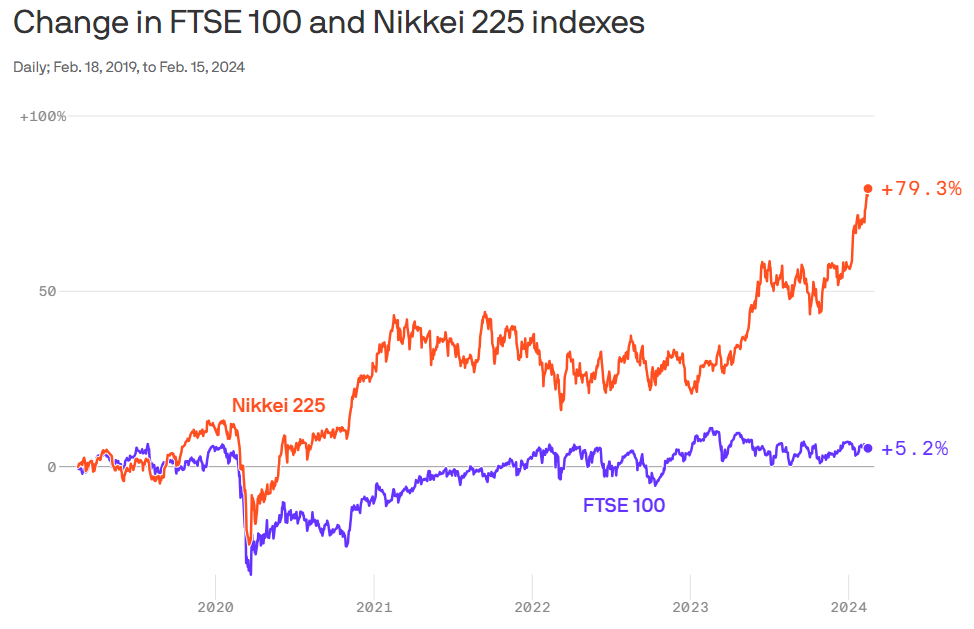 Change in FTSE 100 and Nikkei 225 indexes
Daily; Feb. 18, 2019, to Feb. 15, 2024
+100%
+79.3%
50
Nikkei 225
+5.2%
0
FTSE 100
2020 2021 2022 2023 2024